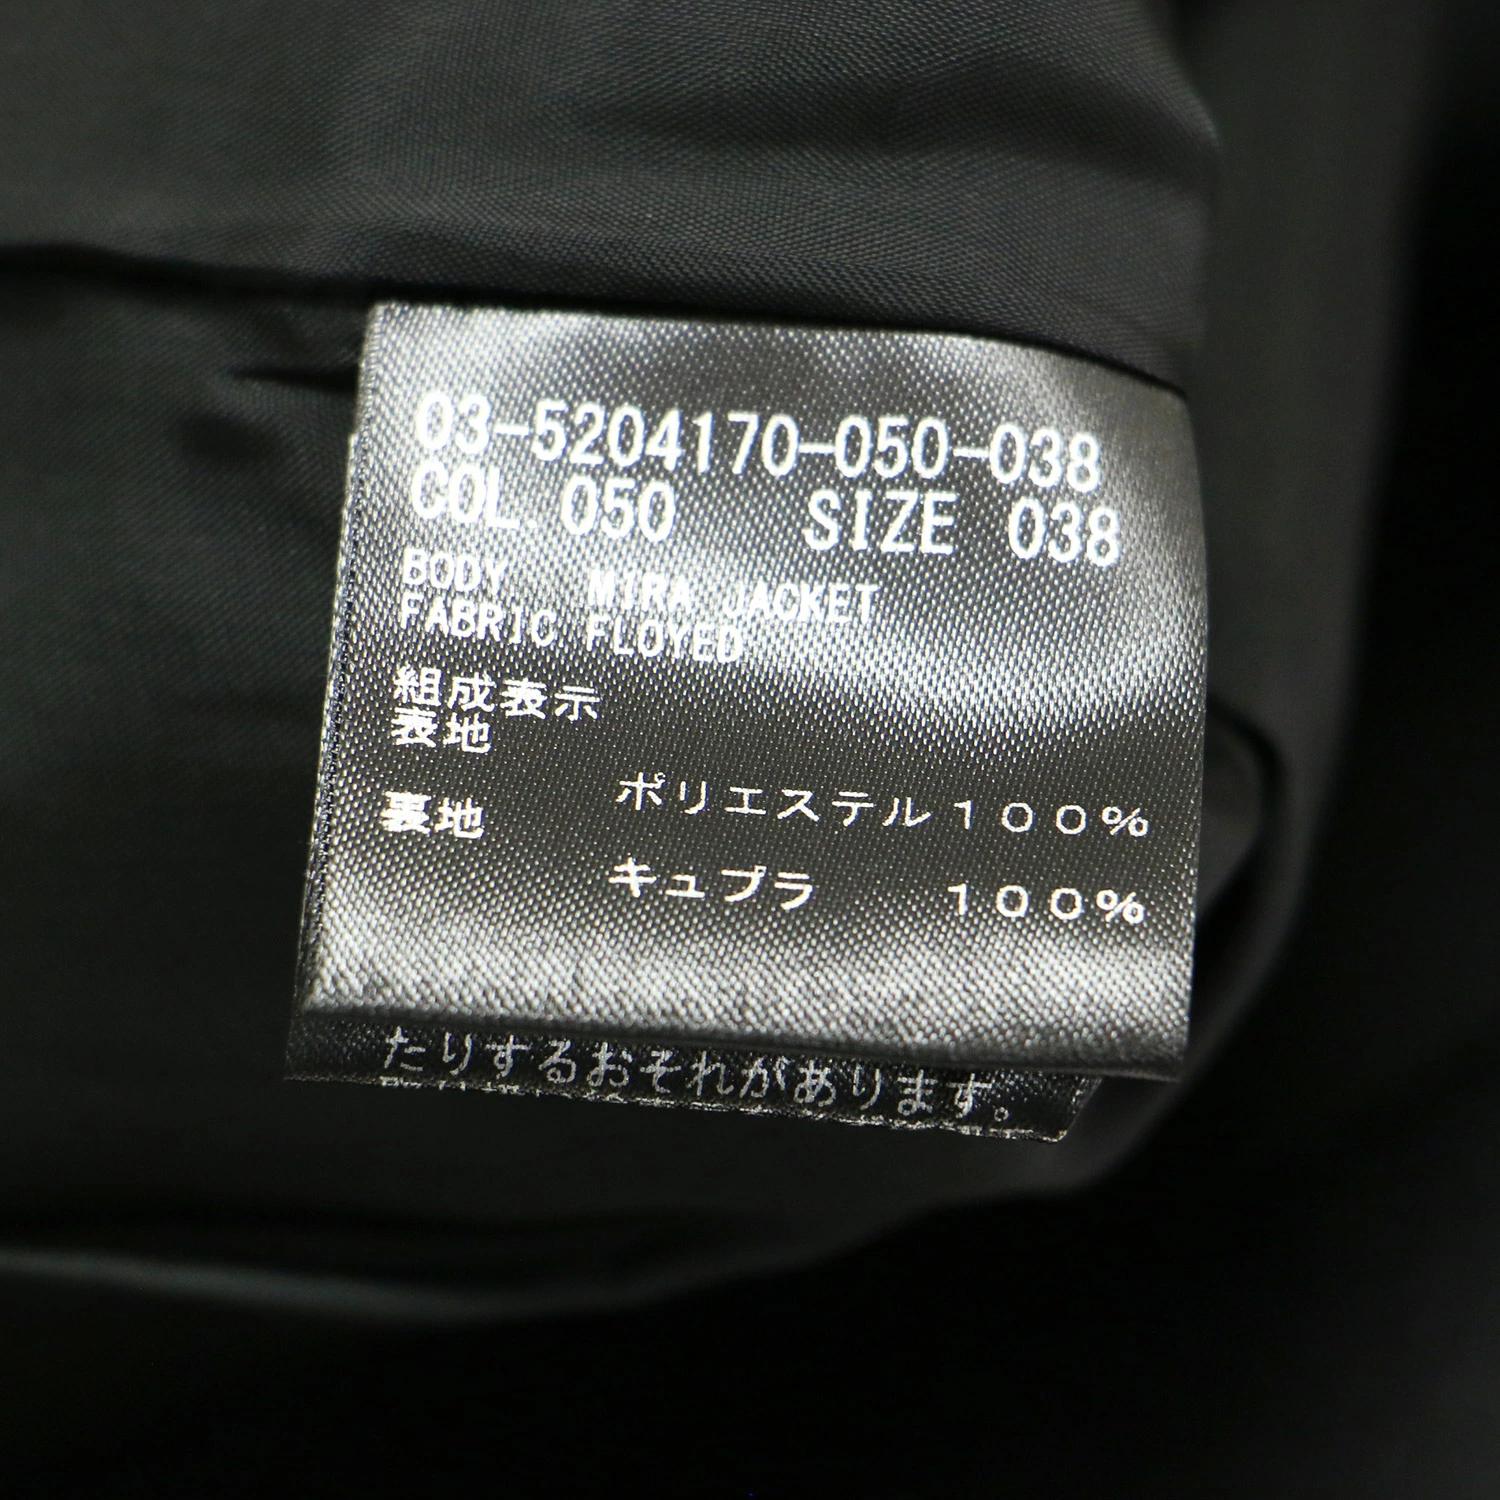 03-5204170-050-038
COL. 050 SIZE 038
BODY MIRA JACKET
FABRIC FLOYED
組成表示
表地
ポリエステル100%
裏地
キュプラ 100%
たりするおそれがあります。